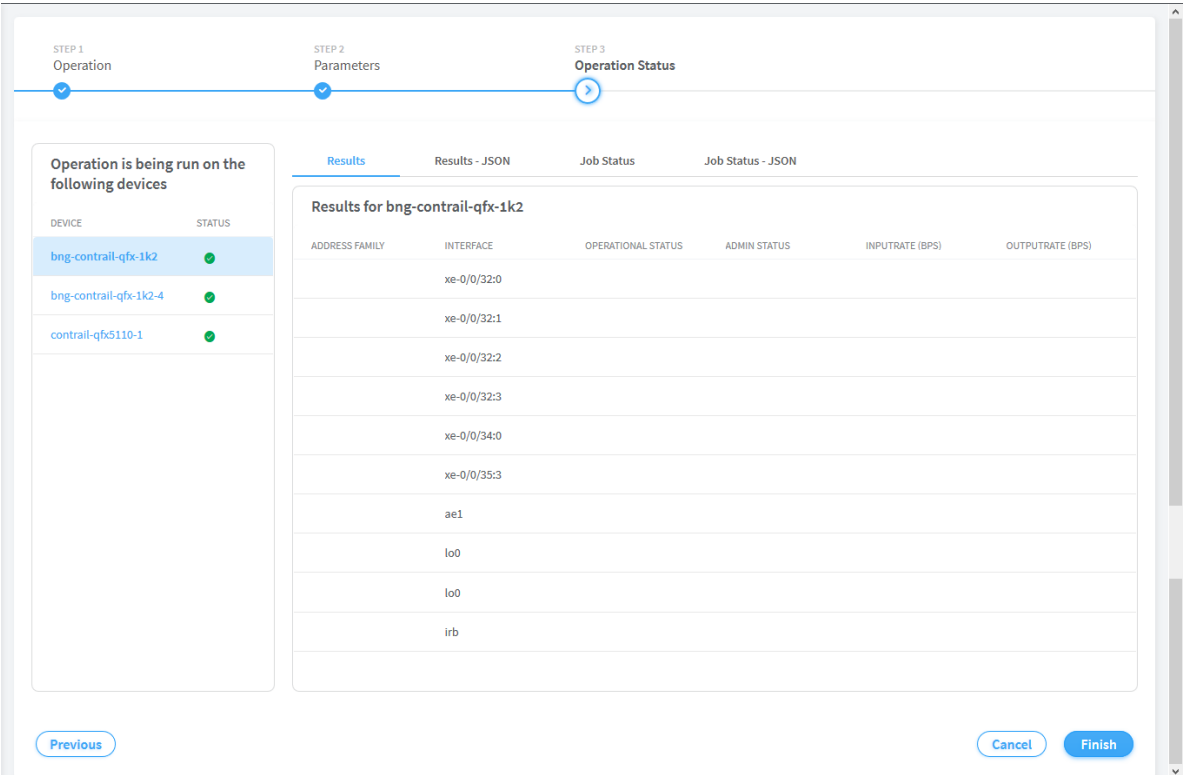 STEP 1
Operation
STEP 2
Parameters
STEP 3
Operation Status
Operation is being run on the
following devices
DEVICE STATUS
bng-contrail-qfx-1k2
bng-contrail-qfx-1k2-4
contrail-qfx5110-1
Results Results - JSON Job Status Job Status - JSON
Results for bng-contrail-qfx-1k2
ADDRESS FAMILY INTERFACE OPERATIONAL STATUS ADMIN STATUS INPUTRATE (BPS) OUTPUTRATE (BPS)
xe-0/0/32:0
xe-0/0/32:1
xe-0/0/32:2
xe-0/0/32:3
xe-0/0/34:0
xe-0/0/35:3
ae1
lo0
lo0
irb
Previous Cancel Finish